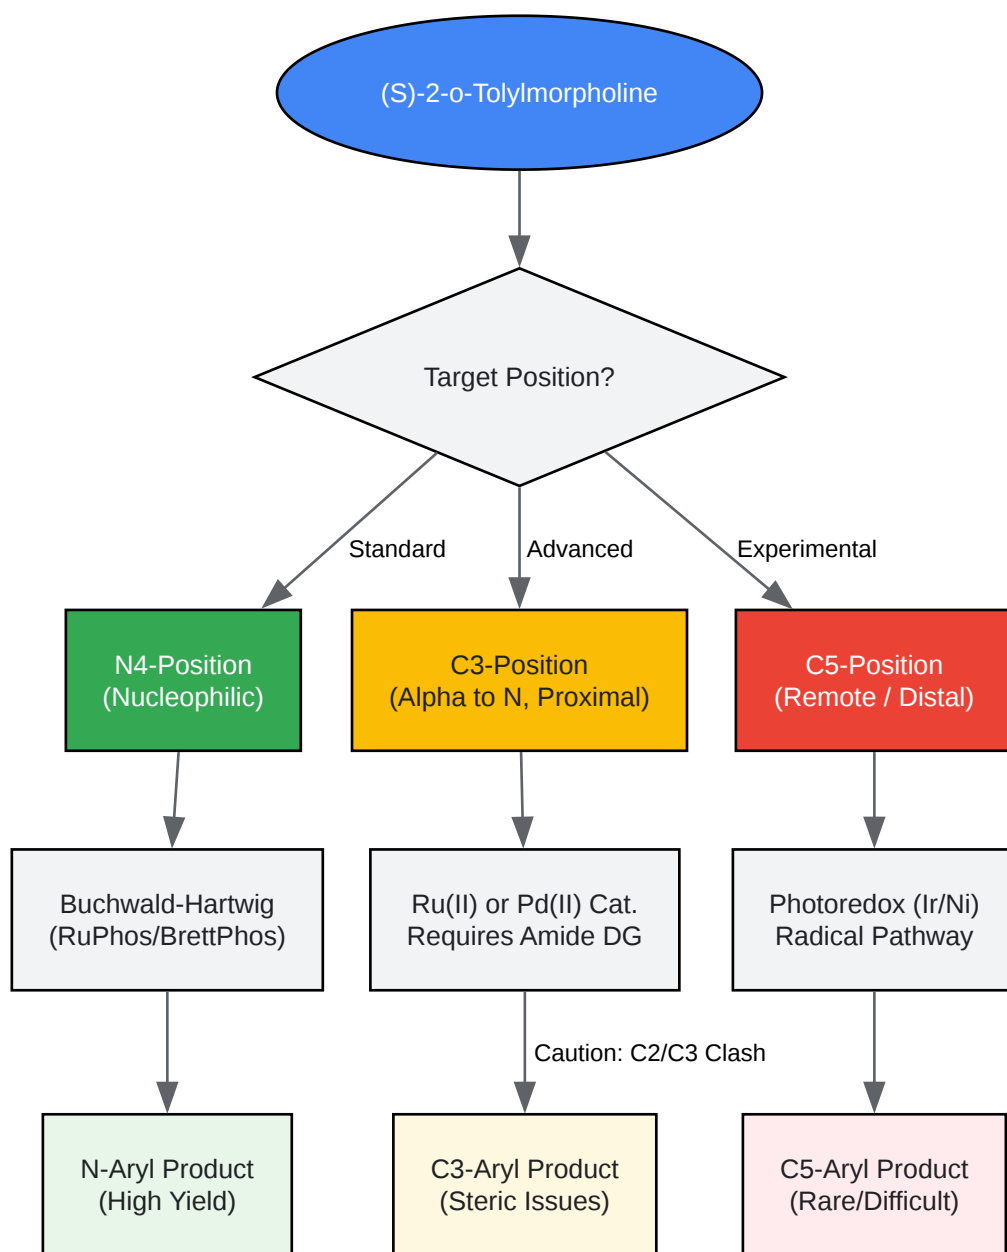 (S)-2-o-Tolylmorpholine
Target Position?
Standard
Advanced
Experimental
N4-Position
(Nucleophilic)
C3-Position
(Alpha to N, Proximal)
C5-Position
(Remote / Distal)
Buchwald-Hartwig
(RuPhos/BrettPhos)
Ru(II) or Pd(II) Cat.
Requires Amide DG
Photoredox (Ir/Ni)
Radical Pathway
Caution: C2/C3 Clash
N-Aryl Product
(High Yield)
C3-Aryl Product
(Steric Issues)
C5-Aryl Product
(Rare/Difficult)